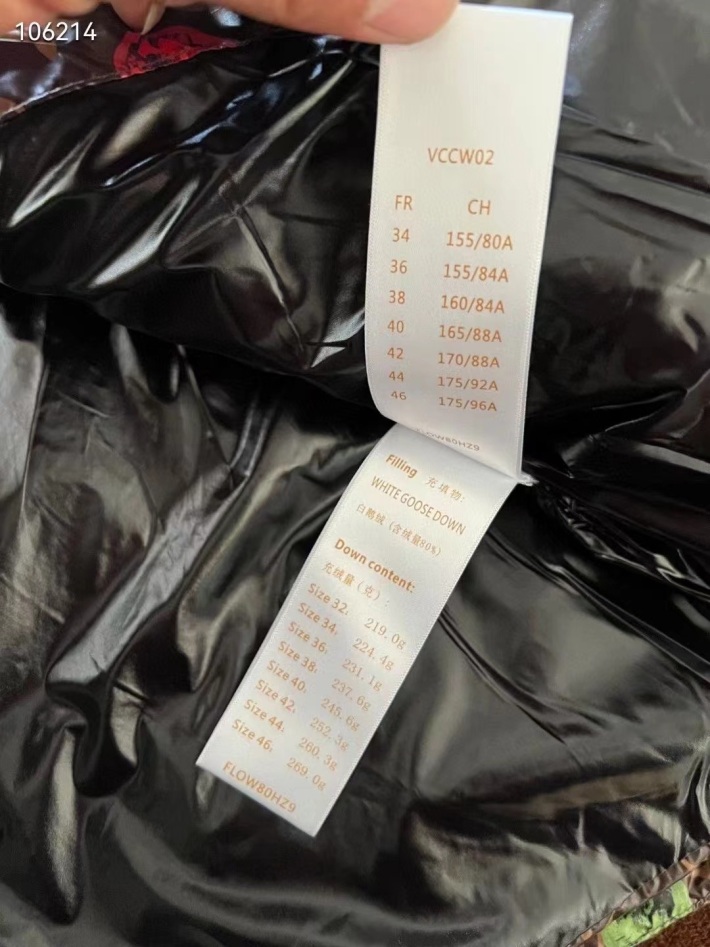 106214
VCCW02
FR CH
34 155/80A
36 155/84A
38 160/84A
40 165/88A
42 170/88A
44 175/92A
46 175/96A
FLOW80HZ9
Filling 充填物:
WHITE GOOSE DOWN
白鹅绒（含绒量80%）
Down content:
充绒量（克）:
Size 32: 219.0g
Size 34: 224.4g
Size 36: 231.1g
Size 38: 237.6g
Size 40: 245.6g
Size 42: 252.3g
Size 44: 260.3g
Size 46: 269.0g
FLOW80HZ9